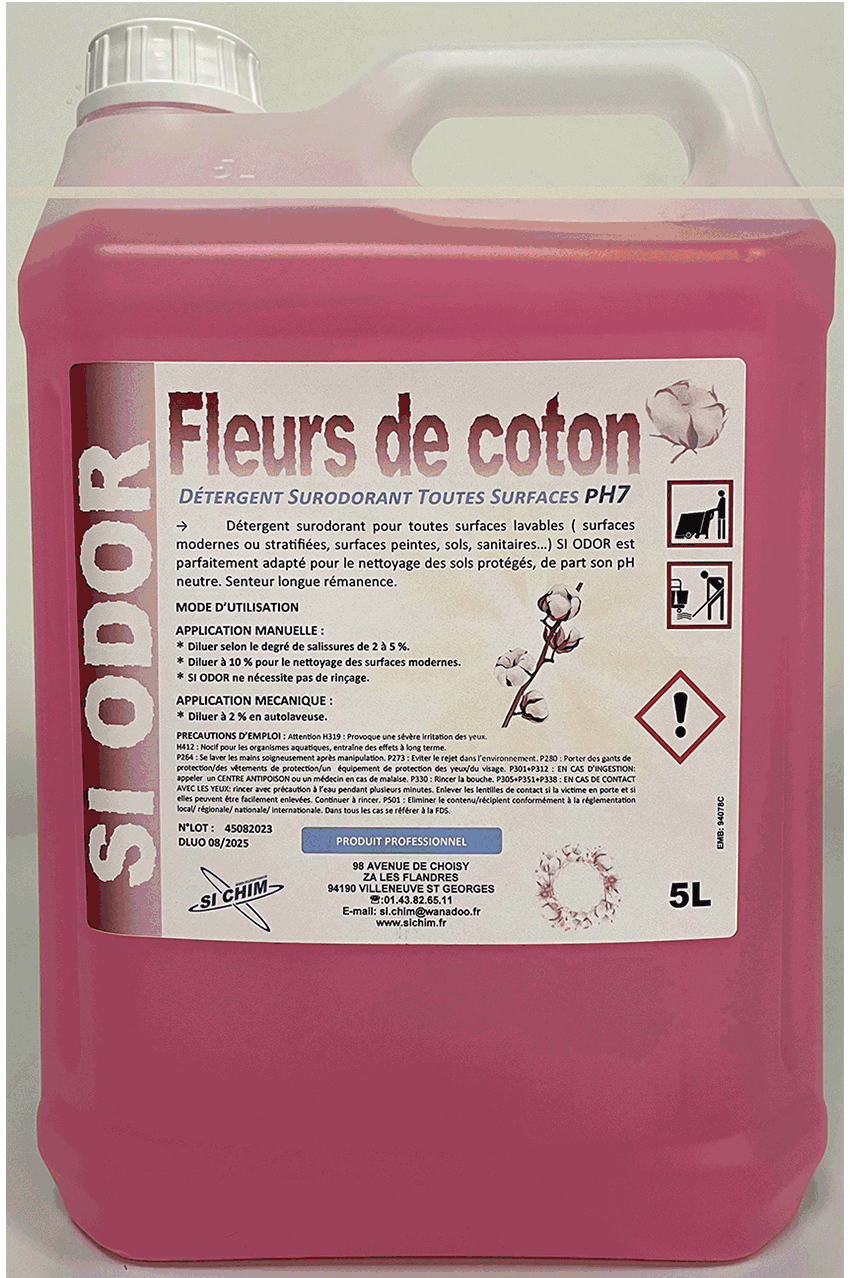 5L
SI ODOR
Fleurs de coton
DÉTERGENT SURODORANT TOUTES SURFACES pH7
→ Détergent surodorant pour toutes surfaces lavables ( surfaces
modernes ou stratifiées, surfaces peintes, sols, sanitaires...) SI ODOR est
parfaitement adapté pour le nettoyage des sols protégés, de part son pH
neutre. Senteur longue rémanence.
MODE D'UTILISATION
APPLICATION MANUELLE :
* Diluer selon le degré de salissures de 2 à 5 %.
* Diluer à 10 % pour le nettoyage des surfaces modernes.
* SI ODOR ne nécessite pas de rinçage.
APPLICATION MECANIQUE :
* Diluer à 2 % en autolaveuse.
PRECAUTIONS D'EMPLOI : Attention H319 : Provoque une sévère irritation des yeux.
H412 : Nocif pour les organismes aquatiques, entraîne des effets à long terme.
P264 : Se laver les mains soigneusement après manipulation. P273 : Eviter le rejet dans l'environnement. P280 : Porter des gants de
protection/des vêtements de protection/un équipement de protection des yeux/du visage. P301+P312 : EN CAS D'INGESTION:
appeler un CENTRE ANTIPOISON ou un médecin en cas de malaise. P330 : Rincer la bouche. P305+P351+P338 : EN CAS DE CONTACT
AVEC LES YEUX: rincer avec précaution à l'eau pendant plusieurs minutes. Enlever les lentilles de contact si la victime en porte et si
elles peuvent être facilement enlevées. Continuer à rincer. P501 : Eliminer le contenu/récipient conformément à la réglementation
local/ régionale/ nationale/ internationale. Dans tous les cas se référer à la FDS.
N°LOT : 45082023
DLUO 08/2025
PRODUIT PROFESSIONNEL
SI CHIM
98 AVENUE DE CHOISY
ZA LES FLANDRES
94190 VILLENEUVE ST GEORGES
☎:01.43.82.65.11
E-mail: si.chim@wanadoo.fr
www.sichim.fr
EMB: 94078C
5L